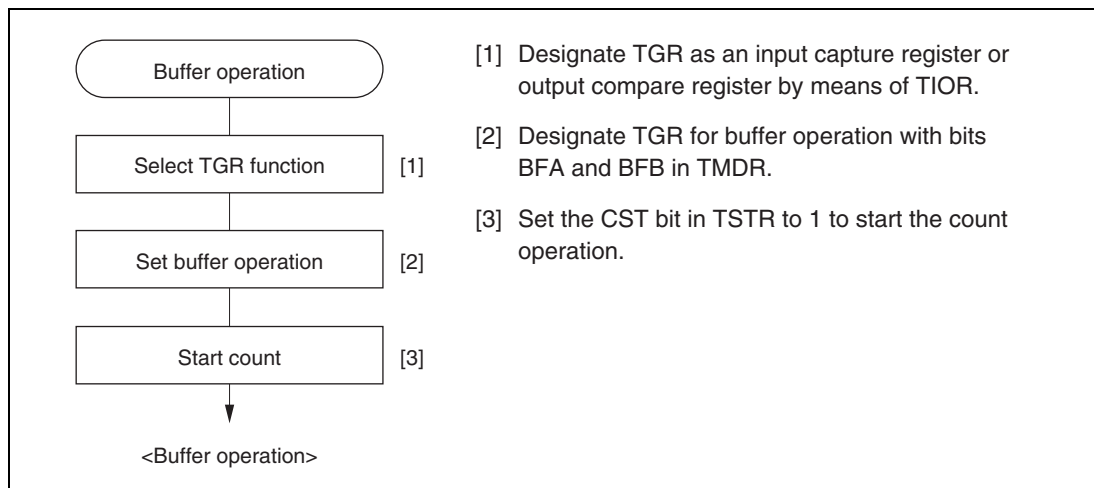 Buffer operation
Select TGR function
[1]
Set buffer operation
[2]
Start count
[3]
<Buffer operation>
[1] Designate TGR as an input capture register or
output compare register by means of TIOR.
[2] Designate TGR for buffer operation with bits
BFA and BFB in TMDR.
[3] Set the CST bit in TSTR to 1 to start the count
operation.